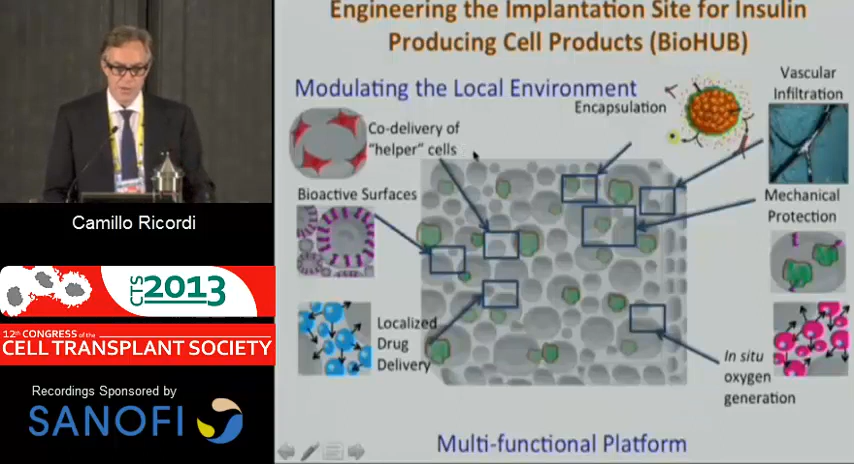 Engineering the Implantation Site for Insulin
Producing Cell Products (BioHUB)
Modulating the Local Environment
Encapsulation
Vascular
Infiltration
Co-delivery of
"helper" cells
Bioactive Surfaces
Mechanical
Protection
Localized
Drug
Delivery
In situ
oxygen
generation
Multi-functional Platform
Camillo Ricordi
CTS
2013
12th CONGRESS of the
CELL TRANSPLANT SOCIETY
Recordings Sponsored by
SANOFI